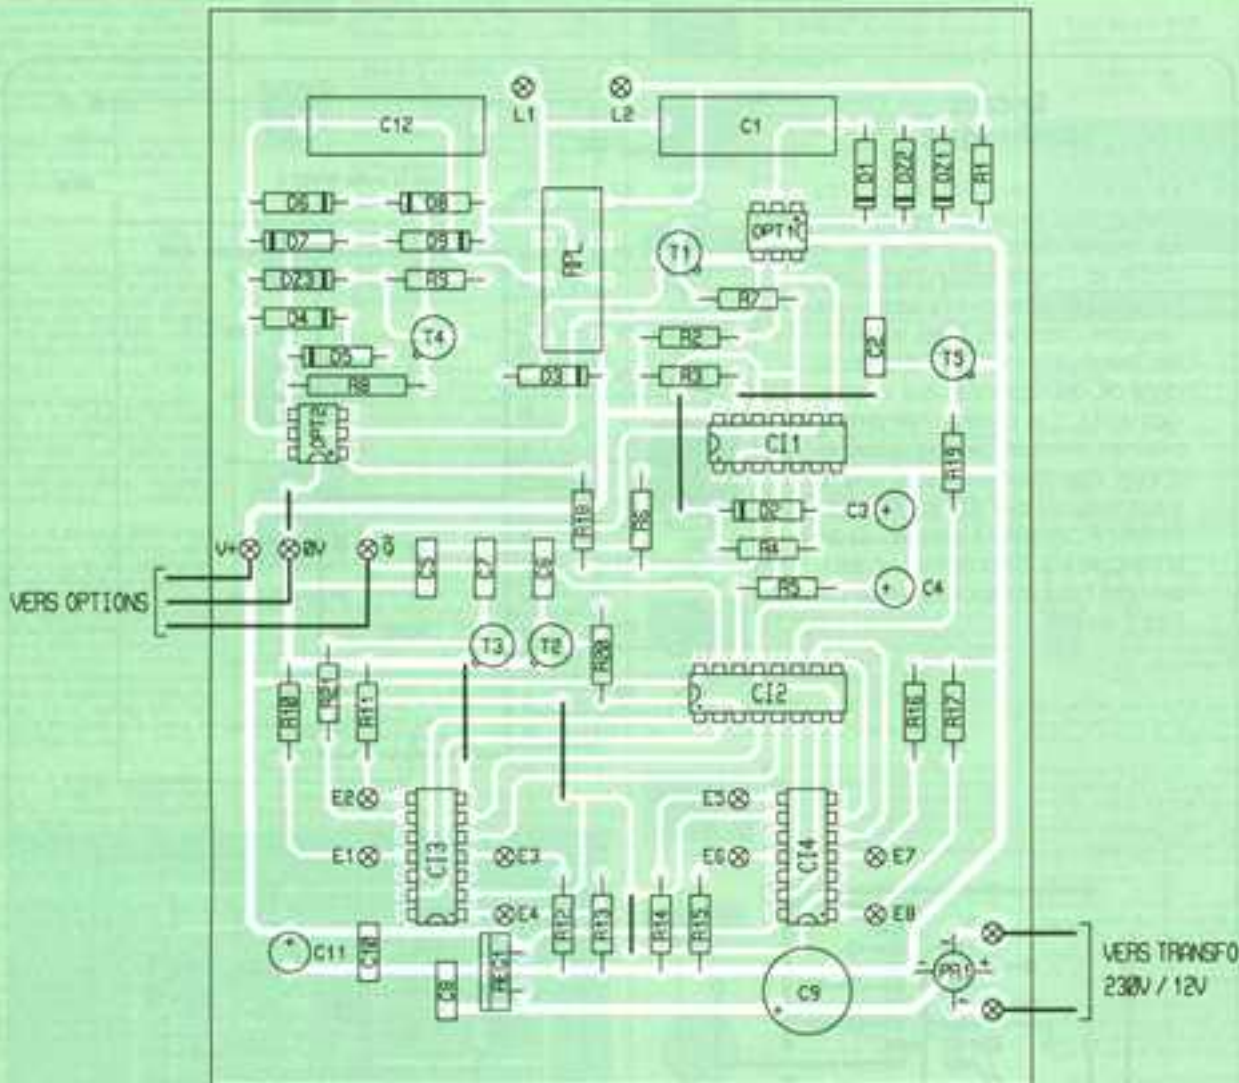 L1
L2
C12
C1
D1
DZ2
DZ1
R1
D6
D8
OPT1
D7
D9
RPL
T1
DZ3
R9
R7
D4
T4
R2
C2
D5
T5
R8
D3
R3
OPT2
CI1
R19
R18
R6
D2
C3
V+
0V
Q̄
R4
C5
C7
C6
R5
C4
VERS OPTIONS
T3
T2
R20
CI2
R10
R21
R11
R16
R17
E2
E5
CI3
CI4
E1
E3
E6
E7
E4
E8
R12
R13
R14
R15
C11
C10
REG1
VERS TRANSFO
~
-
PR1
+
~
230V / 12V
C8
C9